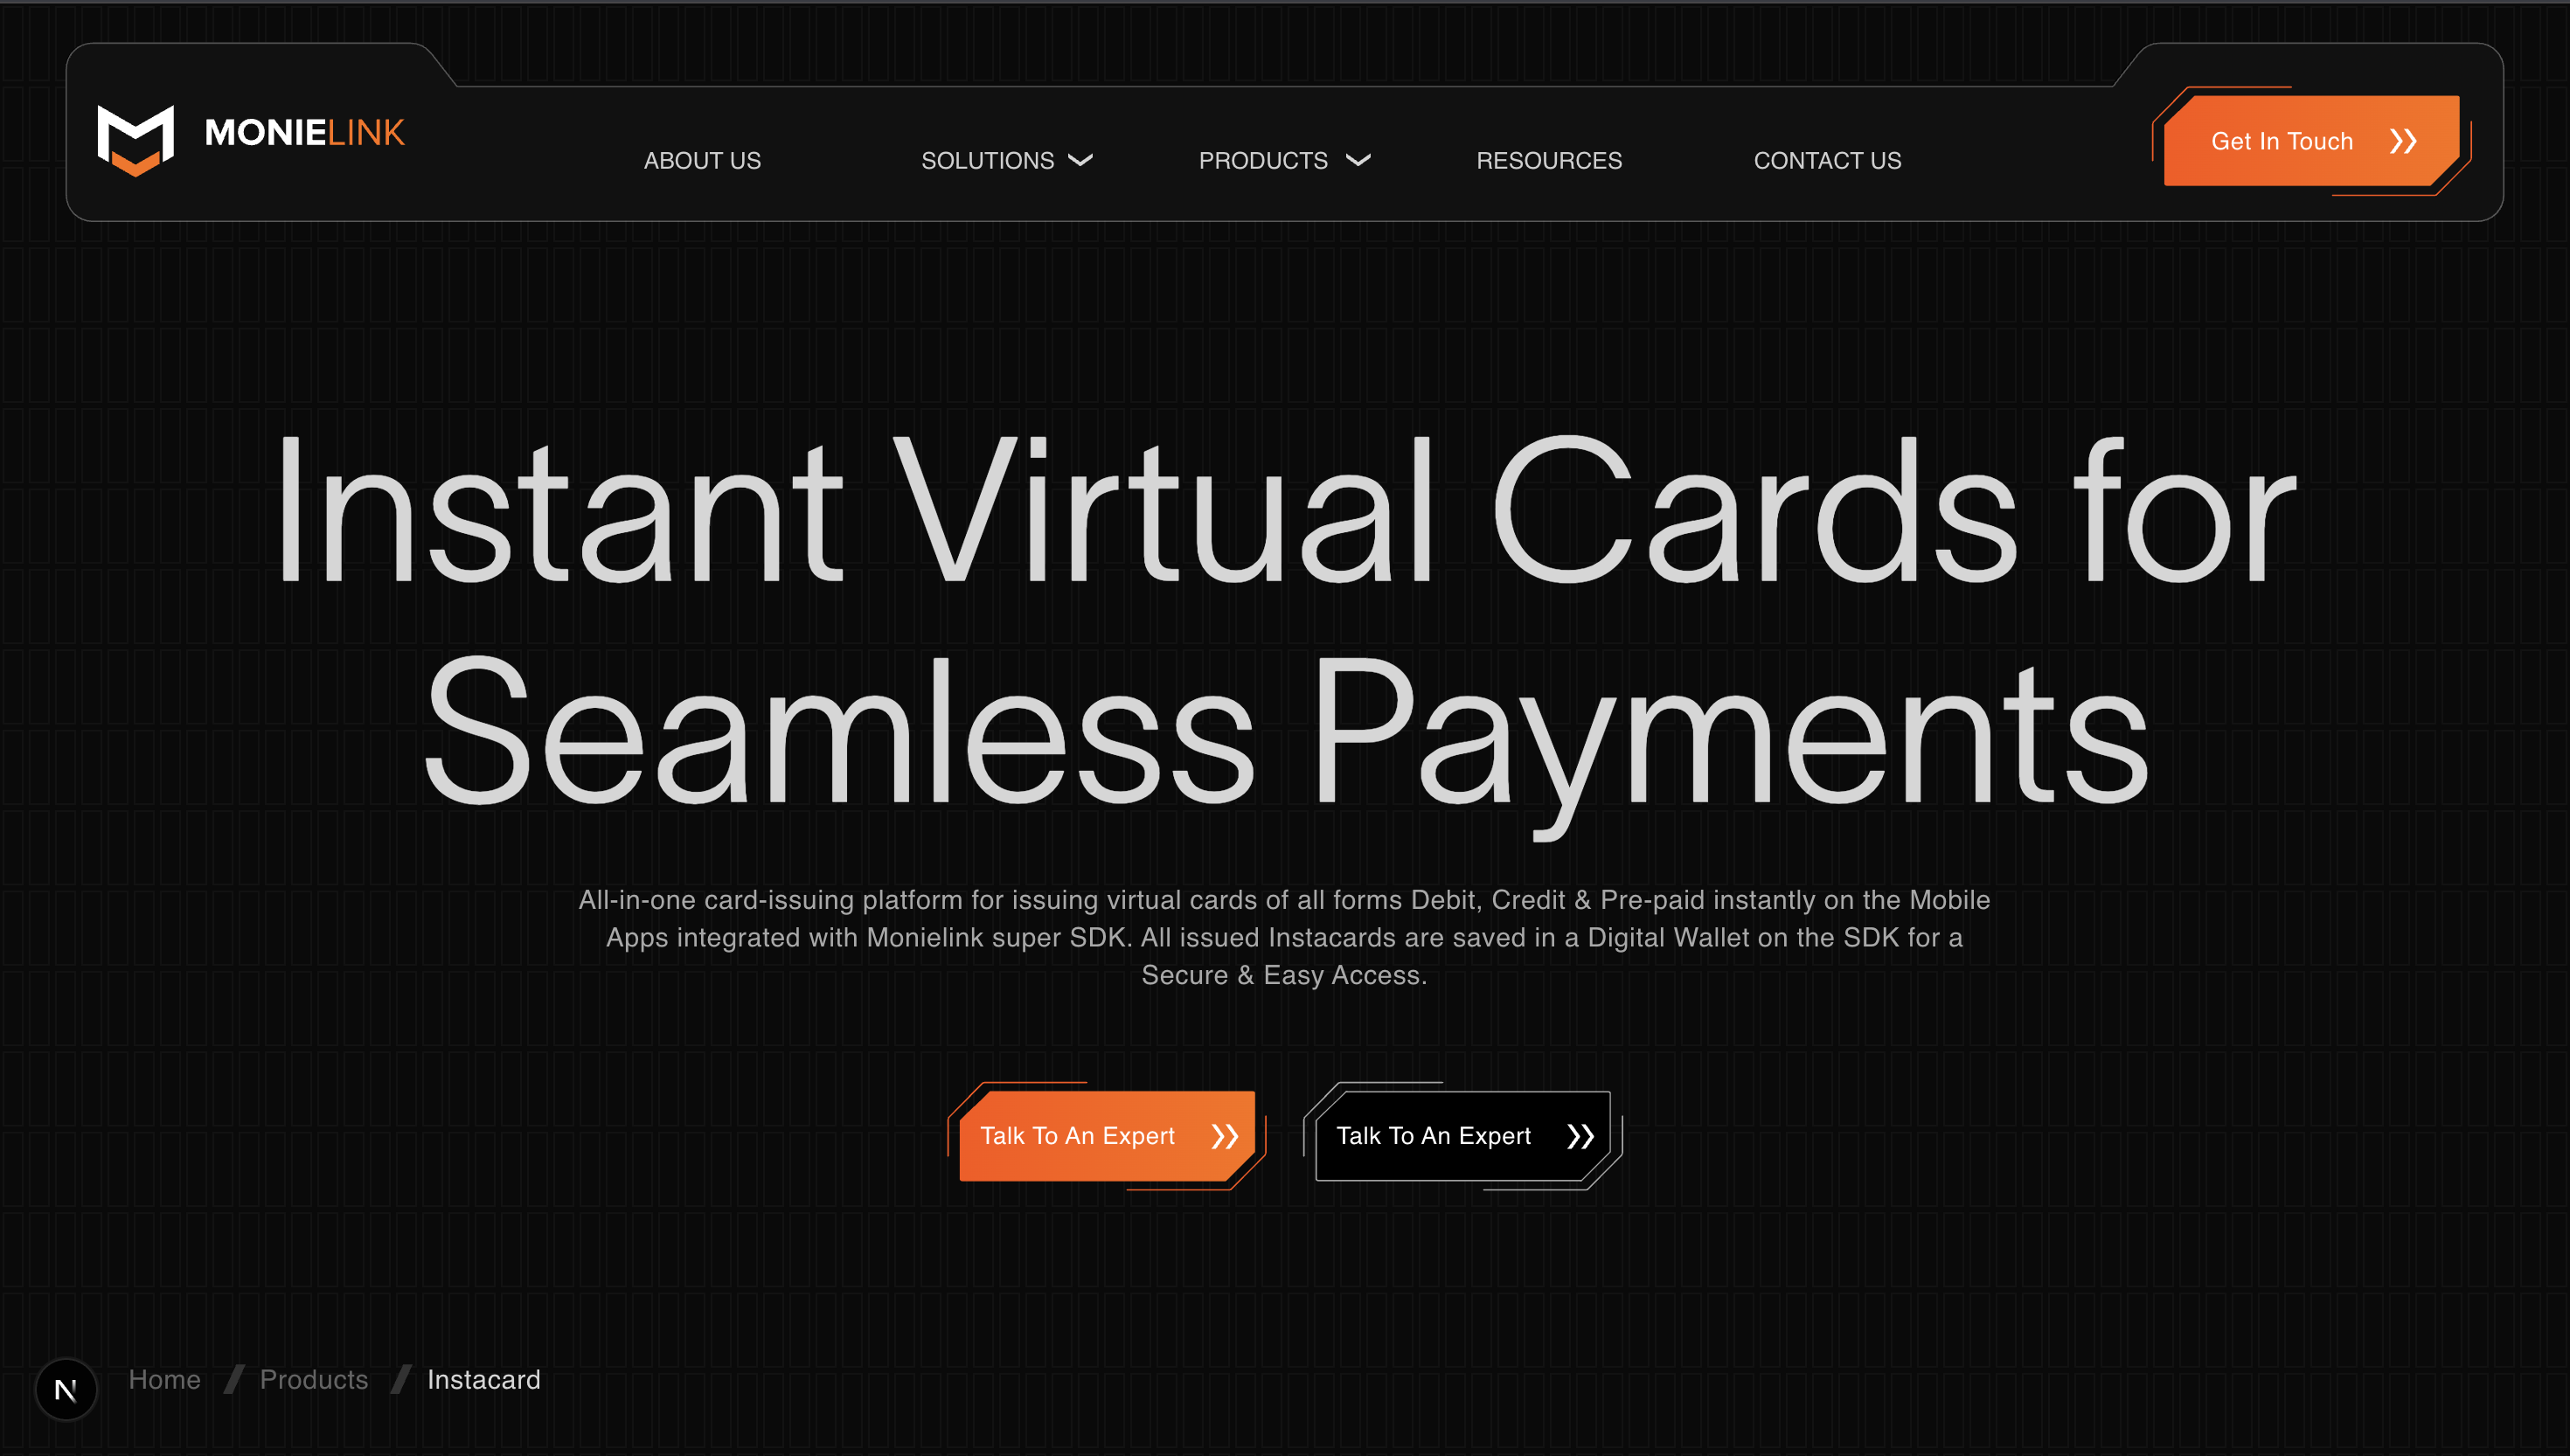 MONIELINK
ABOUT US
SOLUTIONS
PRODUCTS
RESOURCES
CONTACT US
Get In Touch
Instant Virtual Cards for
Seamless Payments
All-in-one card-issuing platform for issuing virtual cards of all forms Debit, Credit & Pre-paid instantly on the Mobile
Apps integrated with Monielink super SDK. All issued Instacards are saved in a Digital Wallet on the SDK for a
Secure & Easy Access.
Talk To An Expert
Talk To An Expert
N
Home / Products / Instacard